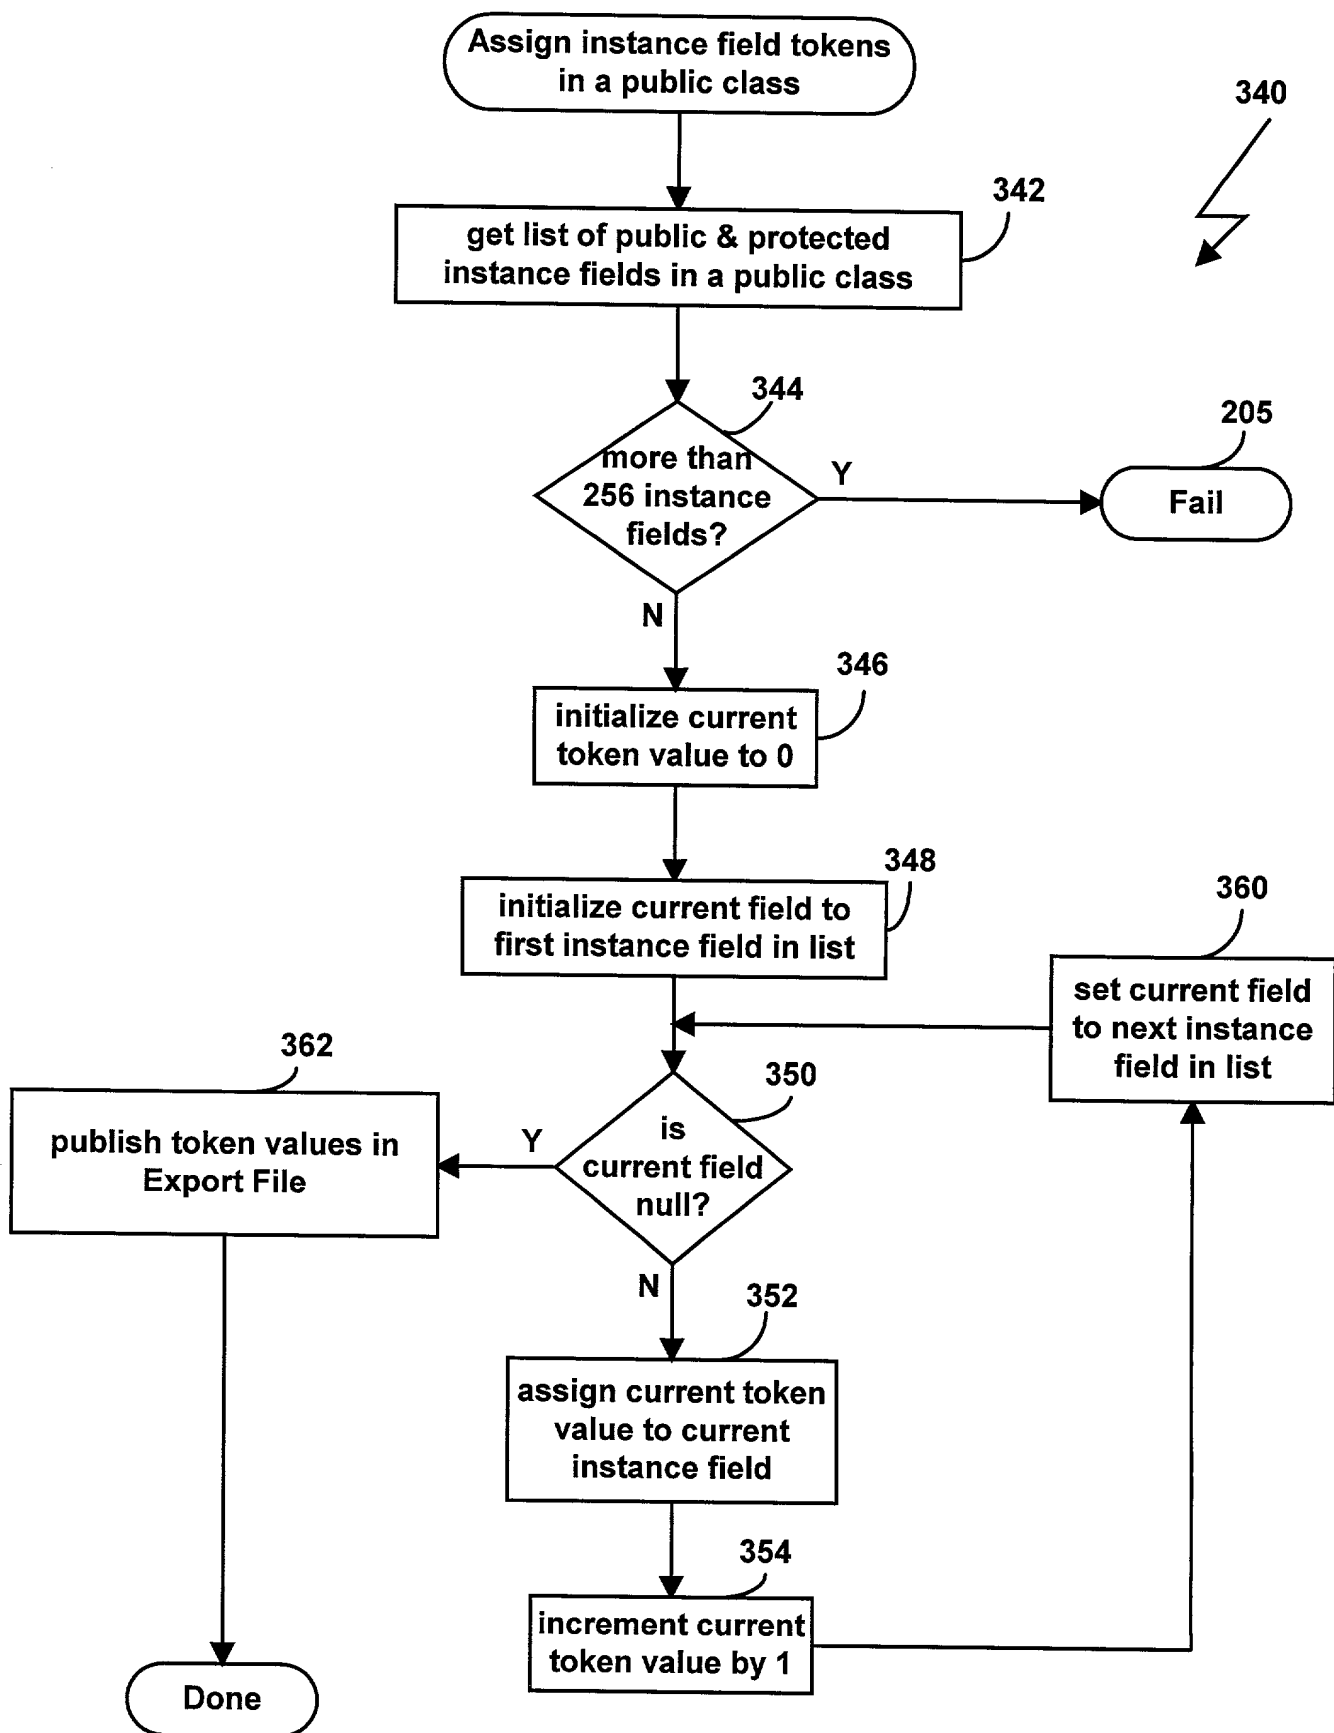 Assign instance field tokens
in a public class
340
342
get list of public & protected
instance fields in a public class
344
more than
256 instance
fields?
Y
205
Fail
N
346
initialize current
token value to 0
348
initialize current field to
first instance field in list
360
set current field
to next instance
field in list
362
publish token values in
Export File
Y
350
is
current field
null?
N
352
assign current token
value to current
instance field
354
increment current
token value by 1
Done